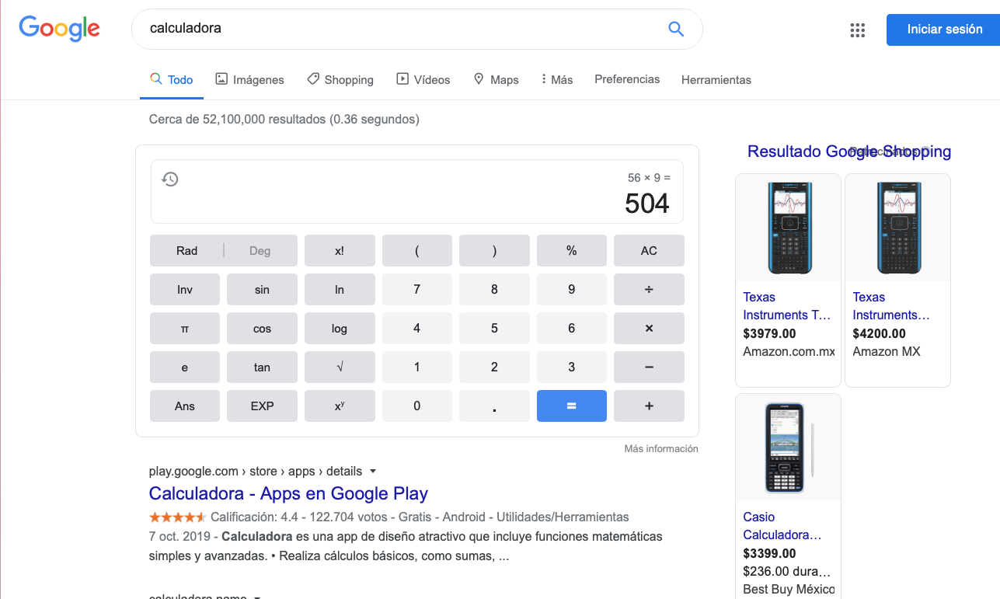 Google
calculadora
Iniciar sesión
Todo
Imágenes
Shopping
Vídeos
Maps
Más
Preferencias
Herramientas
Cerca de 52,100,000 resultados (0.36 segundos)
56 × 9 =
504
Rad | Deg x! ( ) % AC
Inv sin ln 7 8 9 ÷
π cos log 4 5 6 ×
e tan √ 1 2 3 −
Ans EXP xʸ 0 . = +
Más información
play.google.com › store › apps › details
Calculadora - Apps en Google Play
Calificación: 4.4 - 122.704 votos - Gratis - Android - Utilidades/Herramientas
7 oct. 2019 - Calculadora es una app de diseño atractivo que incluye funciones matemáticas
simples y avanzadas. • Realiza cálculos básicos, como sumas, ...
calculadora.name
Resultado Google Shopping
Patrocinados
Texas
Instruments T…
$3979.00
Amazon.com.mx
Texas
Instruments…
$4200.00
Amazon MX
Casio
Calculadora…
$3399.00
$236.00 dura…
Best Buy México